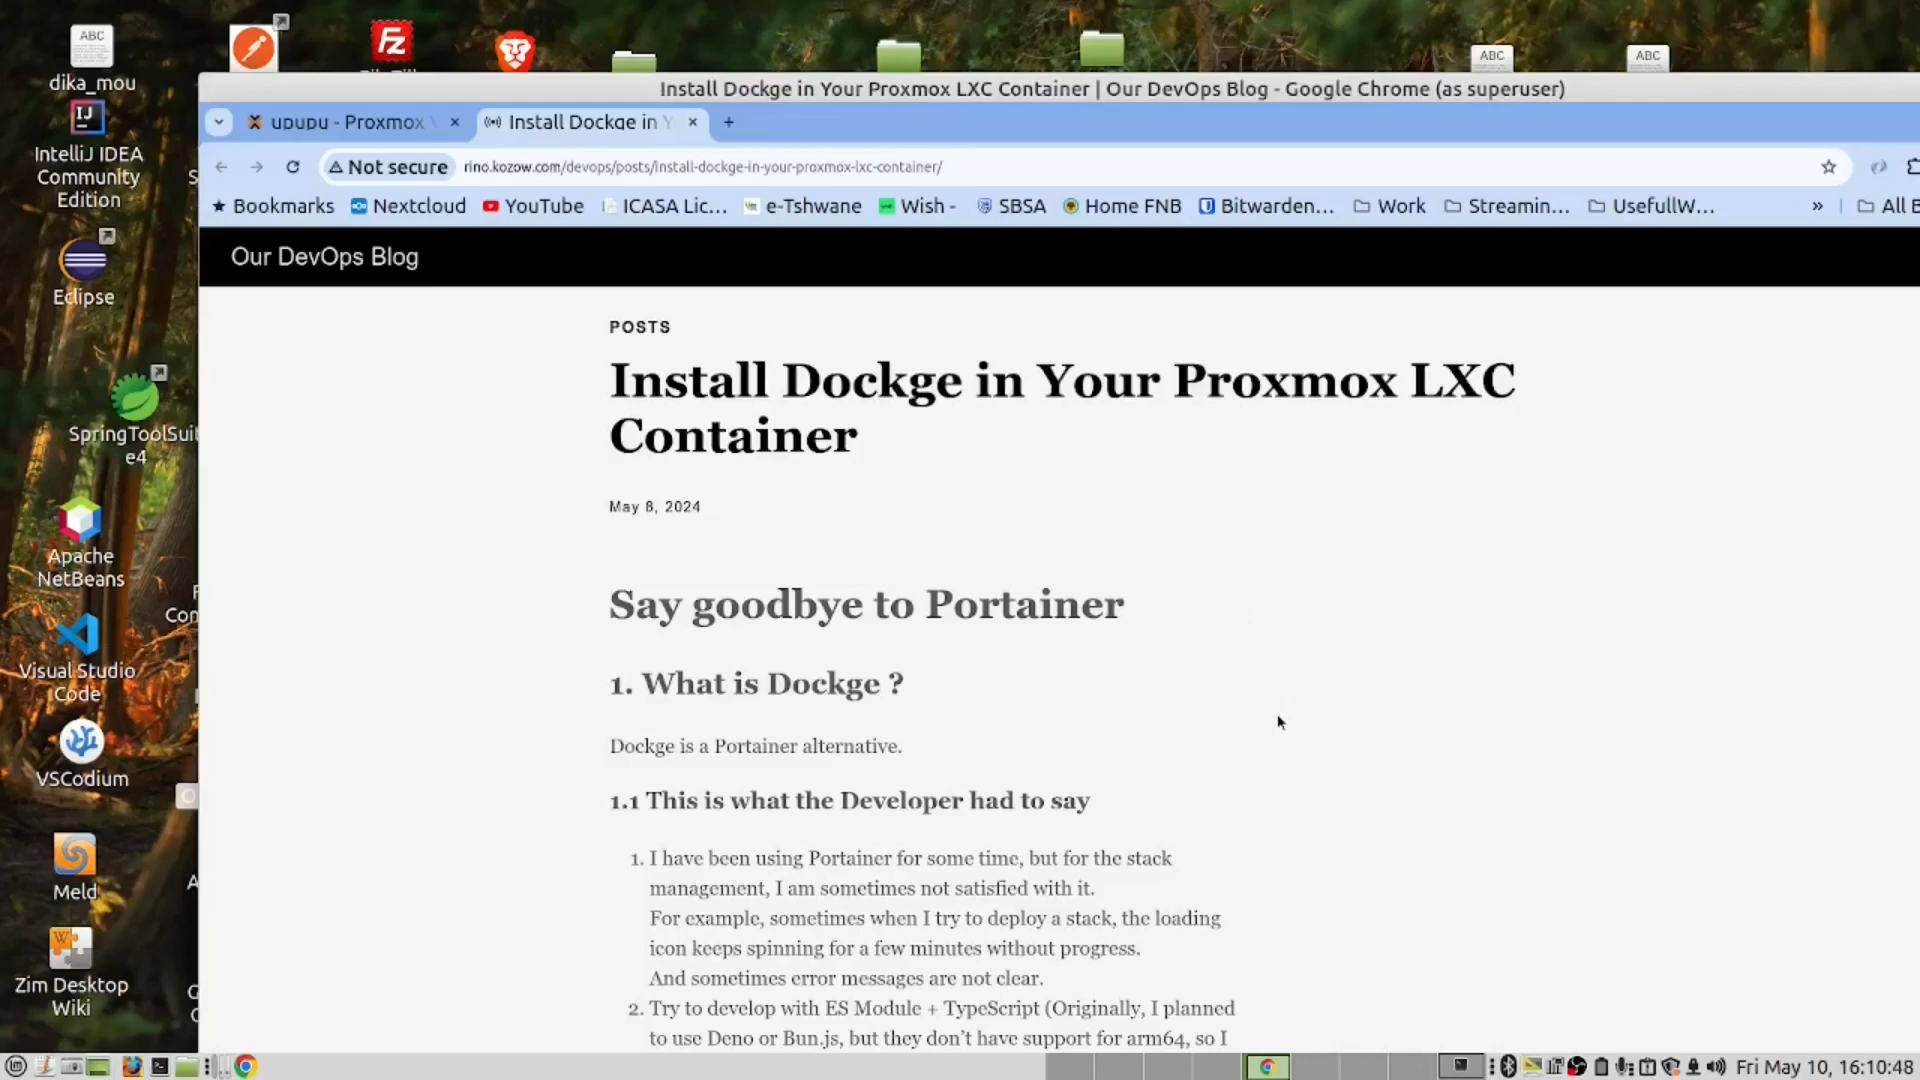 ABC
dika_mou
IJ
IntelliJ IDEA
Community
Edition
Eclipse
SpringToolSui
e4
Apache
NetBeans
Visual Studio
Code
VSCodium
Meld
Zim Desktop
Wiki
Fz
ABC
ABC
Install Dockge in Your Proxmox LXC Container | Our DevOps Blog - Google Chrome (as superuser)
upupu - Proxmox
Install Dockge in Y
Not secure
rino.kozow.com/devops/posts/install-dockge-in-your-proxmox-lxc-container/
Bookmarks Nextcloud YouTube ICASA Lic... e-Tshwane Wish - SBSA Home FNB Bitwarden... Work Streamin... UsefullW... » All B
Our DevOps Blog
POSTS
Install Dockge in Your Proxmox LXC
Container
May 8, 2024
Say goodbye to Portainer
1. What is Dockge ?
Dockge is a Portainer alternative.
1.1 This is what the Developer had to say
1. I have been using Portainer for some time, but for the stack
management, I am sometimes not satisfied with it.
For example, sometimes when I try to deploy a stack, the loading
icon keeps spinning for a few minutes without progress.
And sometimes error messages are not clear.
2. Try to develop with ES Module + TypeScript (Originally, I planned
to use Deno or Bun.js, but they don't have support for arm64, so I
Fri May 10, 16:10:48